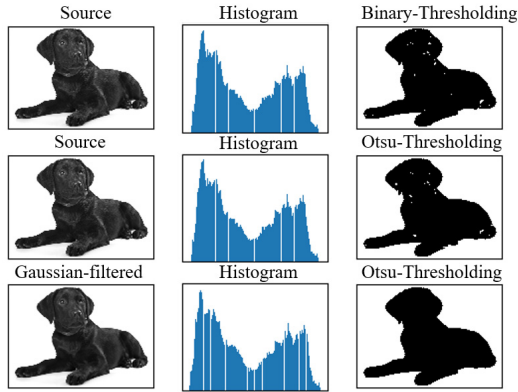 Source Histogram Binary-Thresholding
Source Histogram Otsu-Thresholding
Gaussian-filtered Histogram Otsu-Thresholding